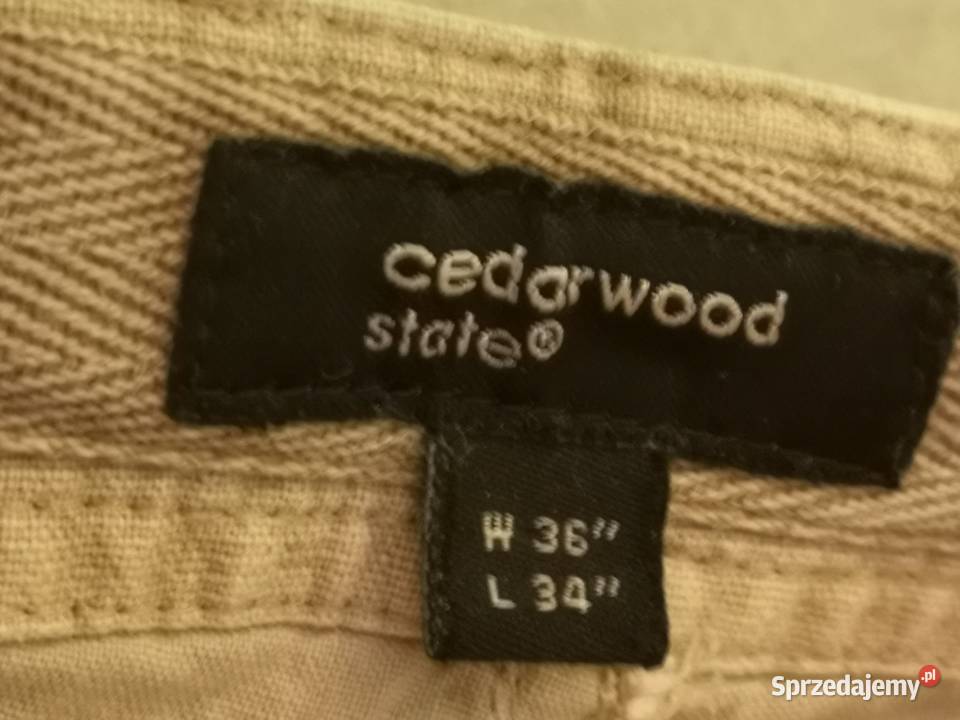 cedarwood
state®
W 36"
L 34"
Sprzedajemy.pl